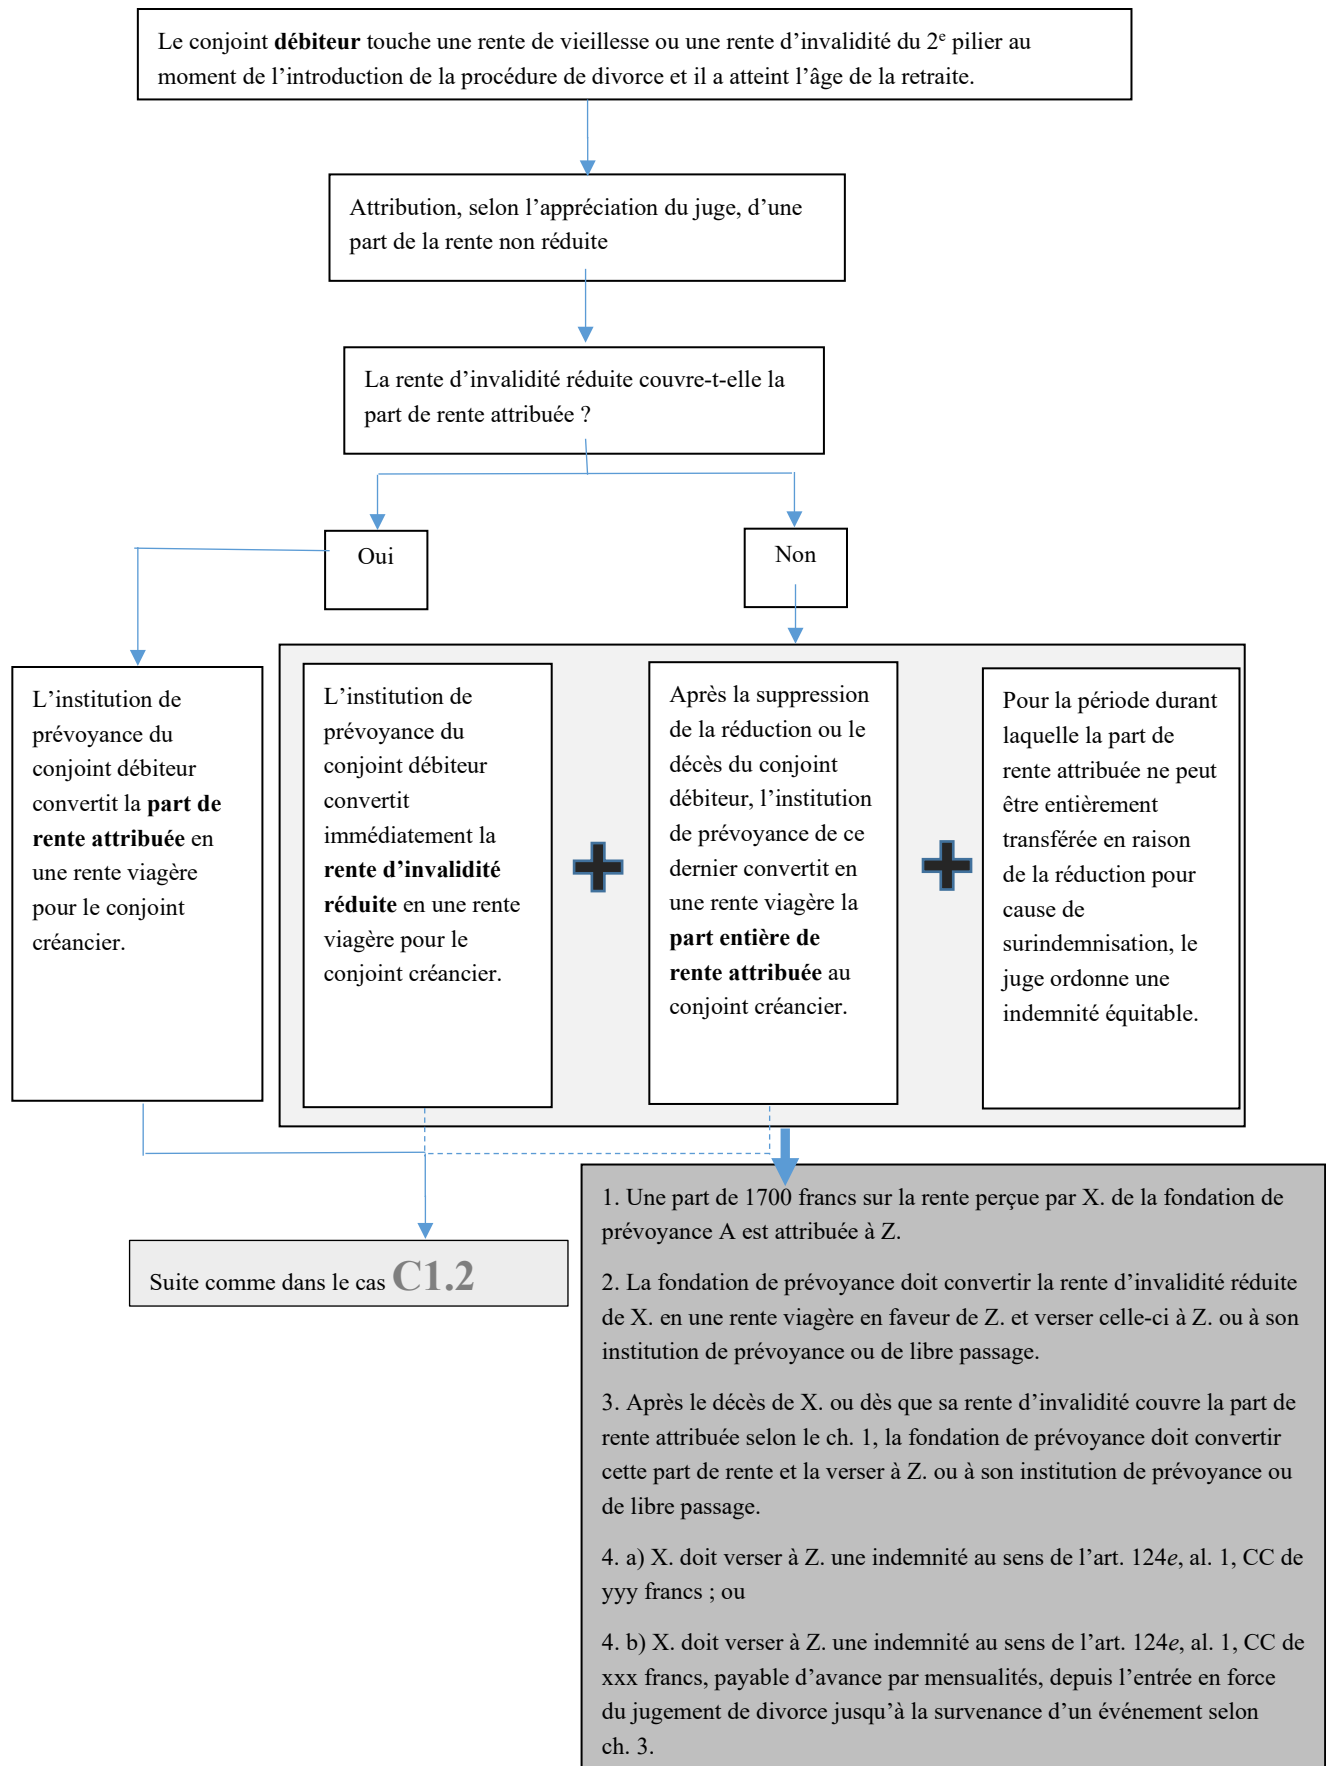 Le conjoint débiteur touche une rente de vieillesse ou une rente d’invalidité du 2e pilier au
moment de l’introduction de la procédure de divorce et il a atteint l’âge de la retraite.
Attribution, selon l’appréciation du juge, d’une
part de la rente non réduite
La rente d’invalidité réduite couvre-t-elle la
part de rente attribuée ?
Oui
Non
L’institution de
prévoyance du
conjoint débiteur
convertit la part de
rente attribuée en
une rente viagère
pour le conjoint
créancier.
L’institution de
prévoyance du
conjoint débiteur
convertit
immédiatement la
rente d’invalidité
réduite en une rente
viagère pour le
conjoint créancier.
Après la suppression
de la réduction ou le
décès du conjoint
débiteur, l’institution
de prévoyance de ce
dernier convertit en
une rente viagère la
part entière de
rente attribuée au
conjoint créancier.
Pour la période durant
laquelle la part de
rente attribuée ne peut
être entièrement
transférée en raison
de la réduction pour
cause de
surindemnisation, le
juge ordonne une
indemnité équitable.
Suite comme dans le cas C1.2
1. Une part de 1700 francs sur la rente perçue par X. de la fondation de
prévoyance A est attribuée à Z.
2. La fondation de prévoyance doit convertir la rente d’invalidité réduite
de X. en une rente viagère en faveur de Z. et verser celle-ci à Z. ou à son
institution de prévoyance ou de libre passage.
3. Après le décès de X. ou dès que sa rente d’invalidité couvre la part de
rente attribuée selon le ch. 1, la fondation de prévoyance doit convertir
cette part de rente et la verser à Z. ou à son institution de prévoyance ou
de libre passage.
4. a) X. doit verser à Z. une indemnité au sens de l’art. 124e, al. 1, CC de
yyy francs ; ou
4. b) X. doit verser à Z. une indemnité au sens de l’art. 124e, al. 1, CC de
xxx francs, payable d’avance par mensualités, depuis l’entrée en force
du jugement de divorce jusqu’à la survenance d’un événement selon
ch. 3.